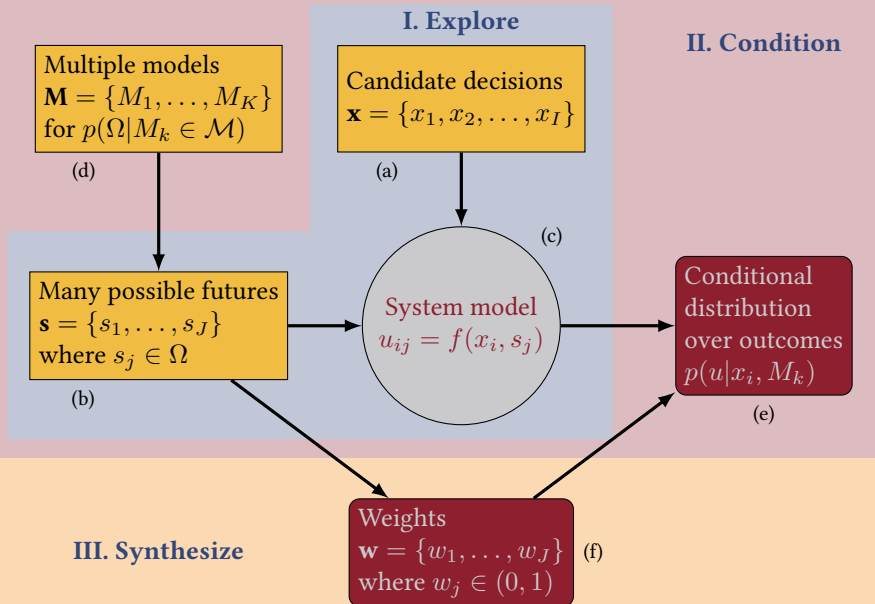 I. Explore
II. Condition
Multiple models
M = {M_1, . . . , M_K}
for p(Ω|M_k ∈ ℳ)
(d)
Candidate decisions
x = {x_1, x_2, . . . , x_I}
(a)
(c)
Many possible futures
s = {s_1, . . . , s_J}
where s_j ∈ Ω
(b)
System model
u_{ij} = f(x_i, s_j)
Conditional
distribution
over outcomes
p(u|x_i, M_k)
(e)
III. Synthesize
Weights
w = {w_1, . . . , w_J}
where w_j ∈ (0, 1)
(f)